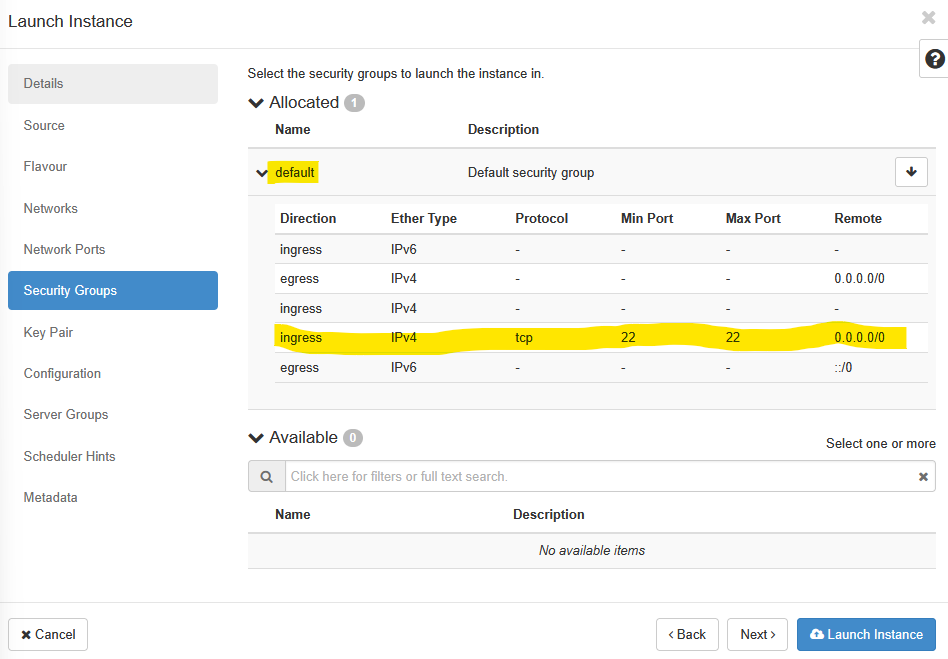 Launch Instance
Details
Source
Flavour
Networks
Network Ports
Security Groups
Key Pair
Configuration
Server Groups
Scheduler Hints
Metadata
Select the security groups to launch the instance in.
Allocated 1
Name Description
default Default security group
Direction Ether Type Protocol Min Port Max Port Remote
ingress IPv6 - - - -
egress IPv4 - - - 0.0.0.0/0
ingress IPv4 - - - -
ingress IPv4 tcp 22 22 0.0.0.0/0
egress IPv6 - - - ::/0
Available 0
Select one or more
Click here for filters or full text search.
Name Description
No available items
Cancel
< Back
Next >
Launch Instance